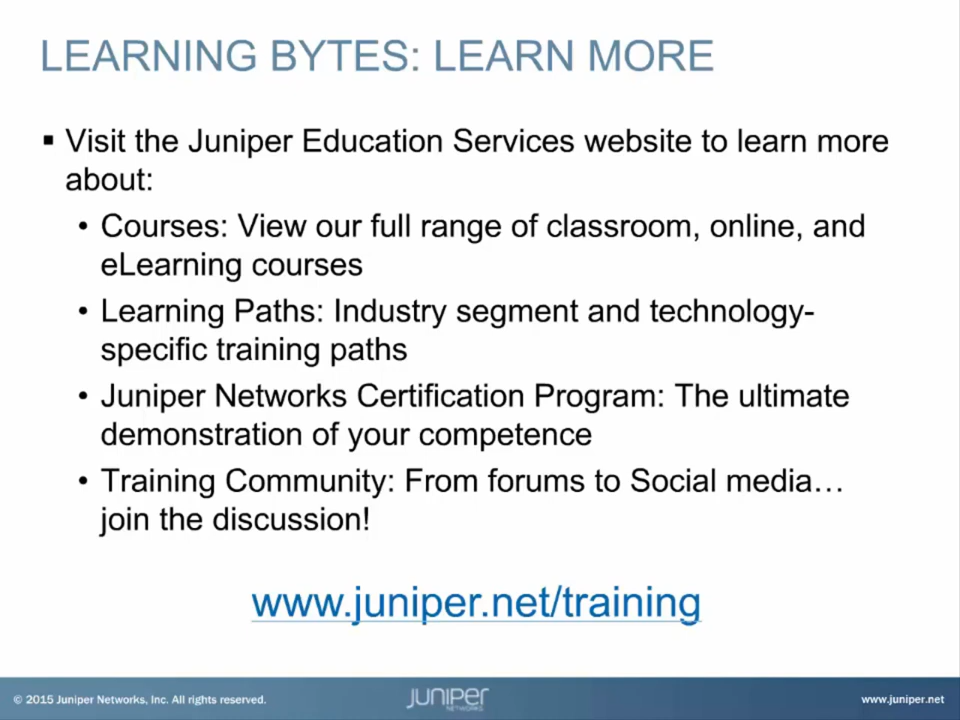 LEARNING BYTES: LEARN MORE
▪ Visit the Juniper Education Services website to learn more
about:
• Courses: View our full range of classroom, online, and
eLearning courses
• Learning Paths: Industry segment and technology-
specific training paths
• Juniper Networks Certification Program: The ultimate
demonstration of your competence
• Training Community: From forums to Social media…
join the discussion!
www.juniper.net/training
© 2015 Juniper Networks, Inc. All rights reserved.
JUNIPER
NETWORKS
www.juniper.net